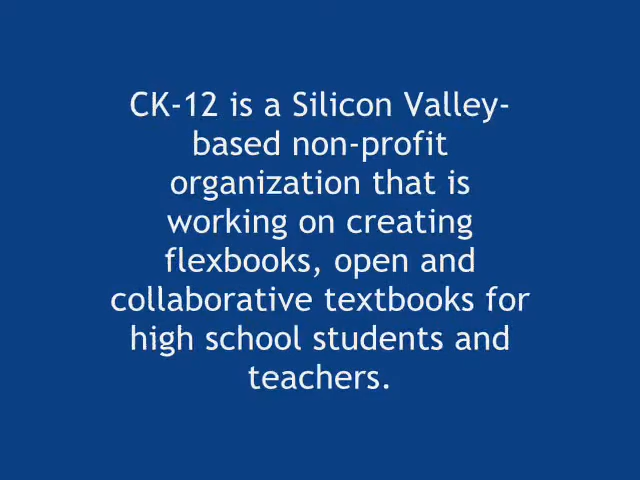 CK-12 is a Silicon Valley-
based non-profit
organization that is
working on creating
flexbooks, open and
collaborative textbooks for
high school students and
teachers.